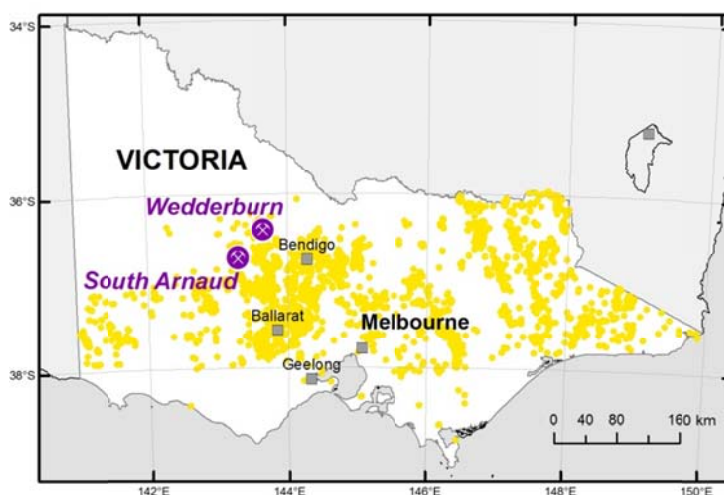 34°S
VICTORIA
36°S
Wedderburn
Bendigo
South Arnaud
Ballarat
Melbourne
Geelong
38°S
0 40 80 160 km
142°E 144°E 146°E 148°E 150°E